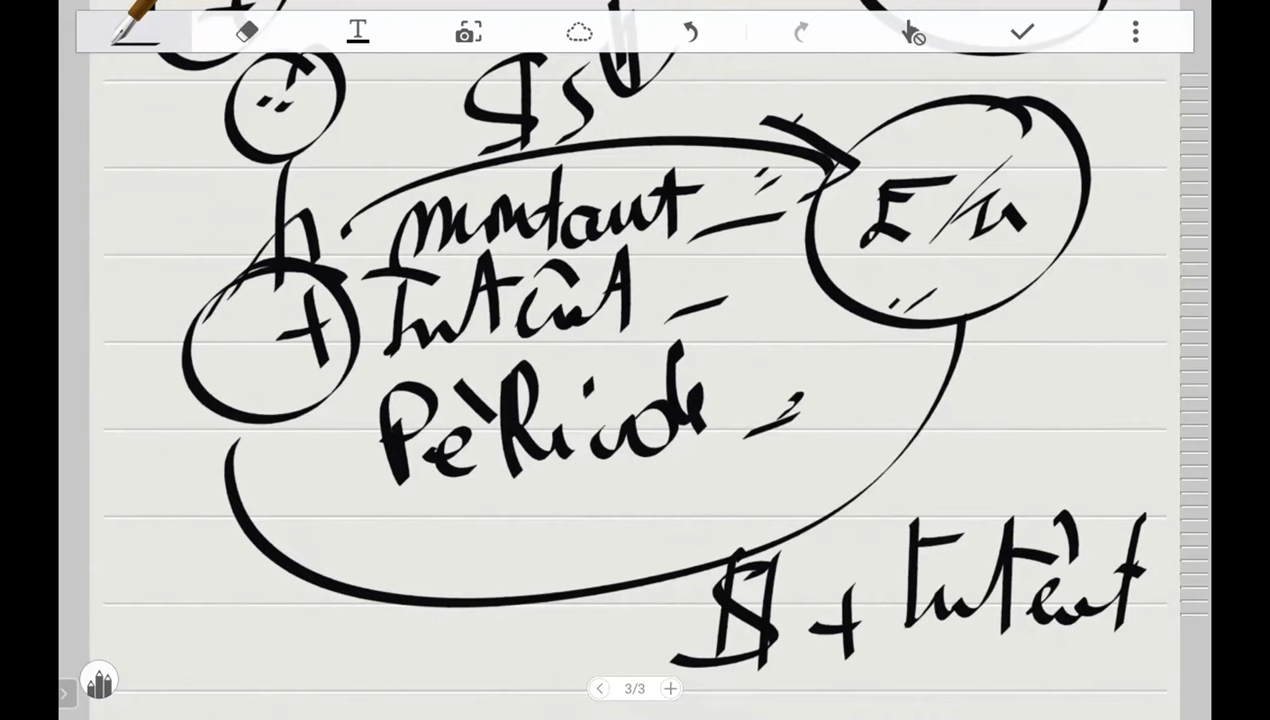 T
$
montant =
E/n
+ Intérêt -
Période =
$ + Intérêt
3/3